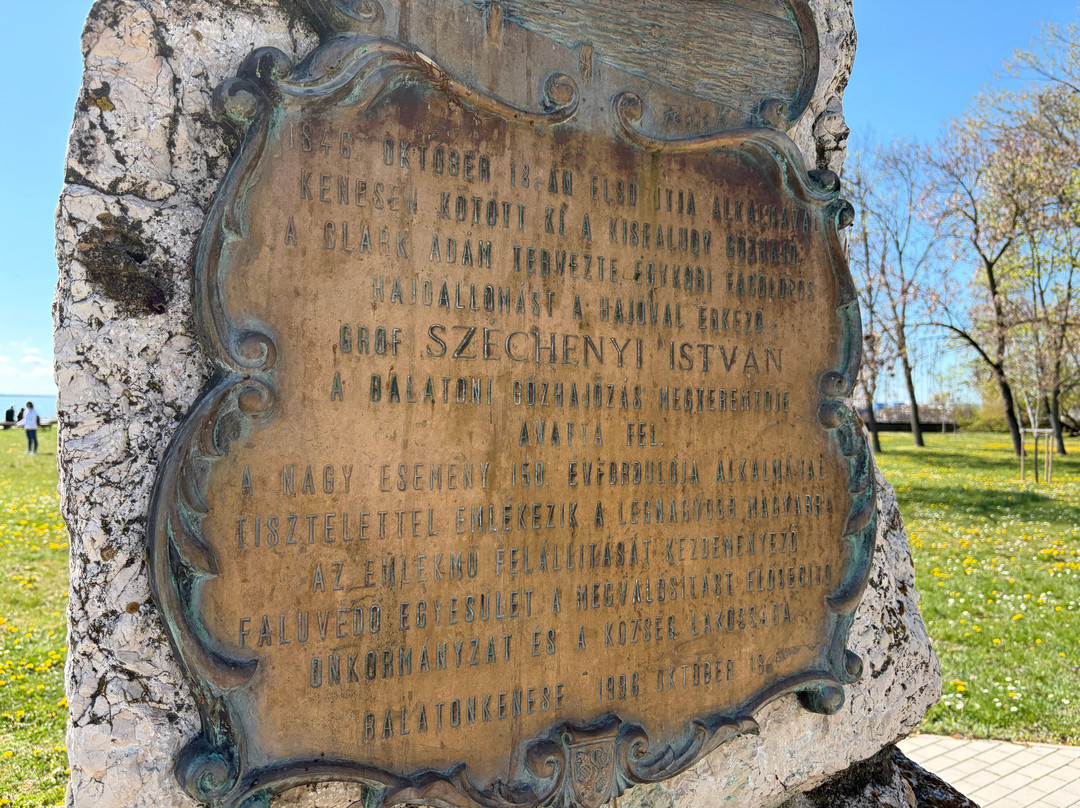 1846 OKTÓBER 18-ÁN ELSŐ ÚTJA ALKALMÁVAL
KENESÉN KÖTÖTT KI A KISFALUDY GŐZHAJÓ.
A CLARK ÁDÁM TERVEZTE EGYKORI FACÖLÖPÖS
HAJÓÁLLOMÁST A HAJÓVAL ÉRKEZŐ
GRÓF SZÉCHENYI ISTVÁN
A BALATONI GŐZHAJÓZÁS MEGTEREMTŐJE
AVATTA FEL.
A NAGY ESEMÉNY 150 ÉVFORDULÓJA ALKALMÁVAL
TISZTELETTEL EMLÉKEZIK A LEGNAGYOBB MAGYARRA
AZ EMLÉKMŰ FELÁLLÍTÁSÁT KEZDEMÉNYEZŐ
FALUVÉDŐ EGYESÜLET A MEGVALÓSÍTÁST ELŐSEGÍTŐ
ÖNKORMÁNYZAT ÉS A KÖZSÉG LAKOSSÁGA.
BALATONKENESE 1996 OKTÓBER